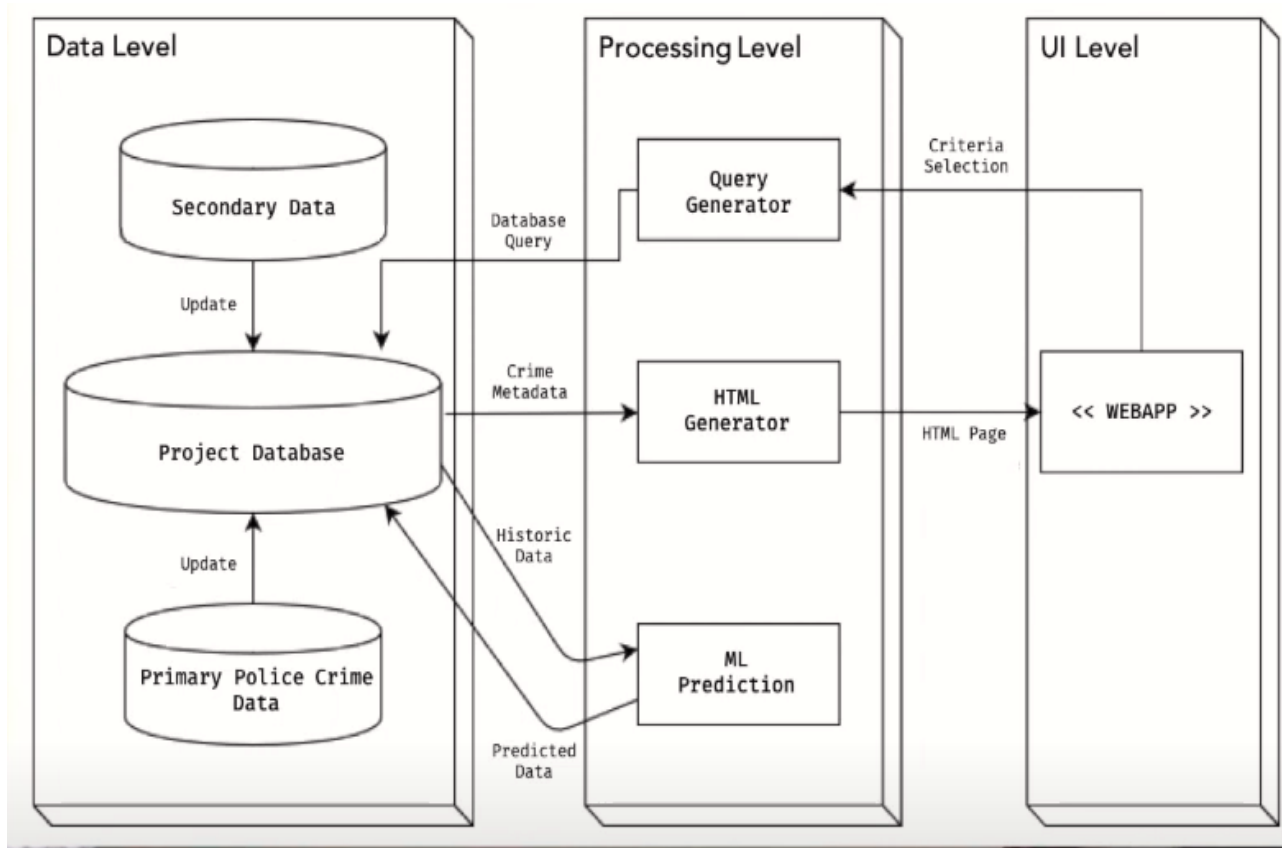 Data Level
Secondary Data
Update
Project Database
Update
Primary Police Crime
Data
Database
Query
Crime
Metadata
Historic
Data
Predicted
Data
Processing Level
Query
Generator
HTML
Generator
ML
Prediction
Criteria
Selection
HTML Page
UI Level
<< WEBAPP >>